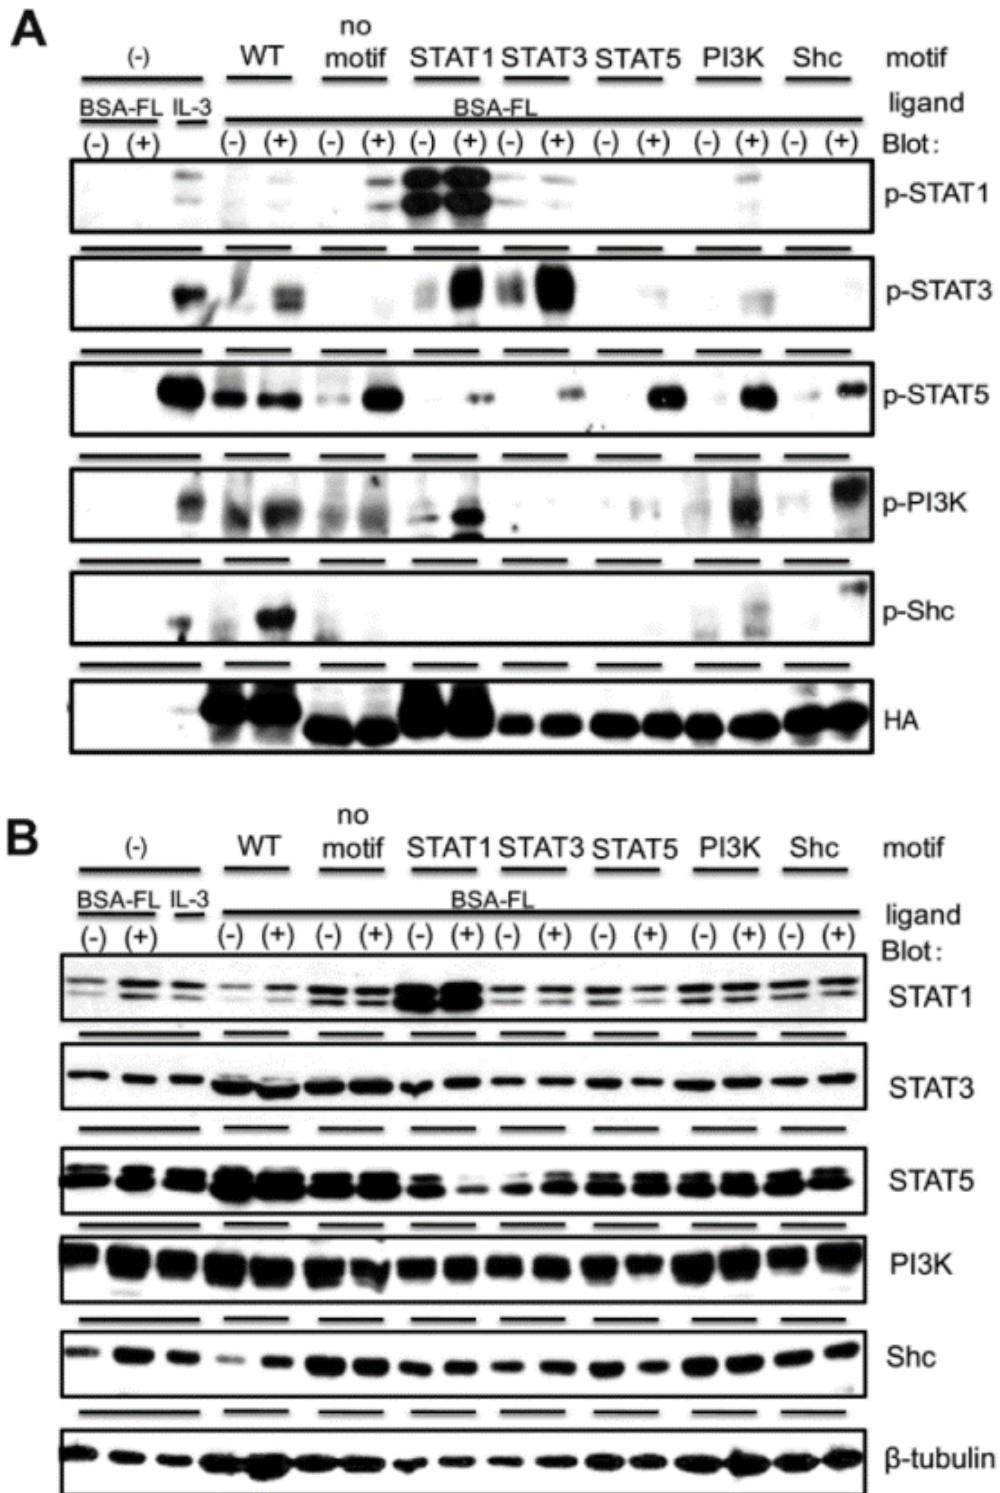 A
no
(-) WT motif STAT1 STAT3 STAT5 PI3K Shc motif
BSA-FL IL-3 BSA-FL ligand
(-) (+) (-) (+) (-) (+) (-) (+) (-) (+) (-) (+) (-) (+) (-) (+) Blot:
p-STAT1
p-STAT3
p-STAT5
p-PI3K
p-Shc
HA
B
no
(-) WT motif STAT1 STAT3 STAT5 PI3K Shc motif
BSA-FL IL-3 BSA-FL ligand
(-) (+) (-) (+) (-) (+) (-) (+) (-) (+) (-) (+) (-) (+) (-) (+) Blot:
STAT1
STAT3
STAT5
PI3K
Shc
β-tubulin